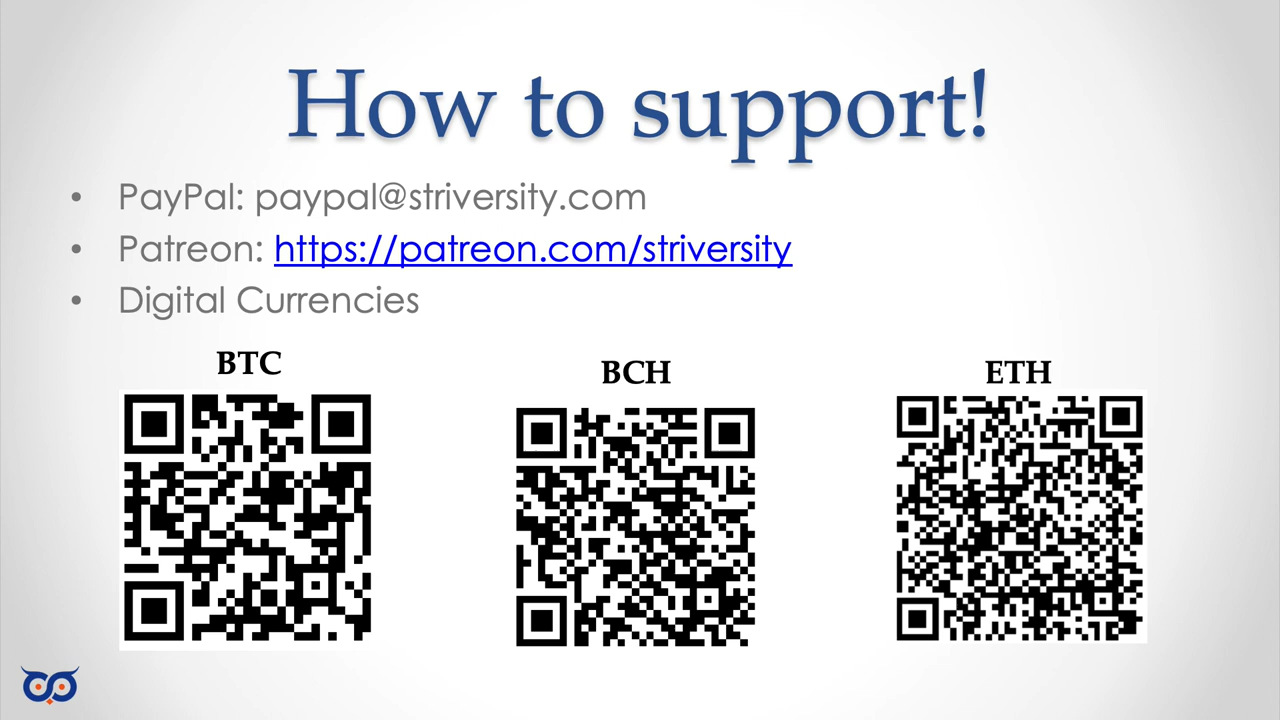 How to support!
• PayPal: paypal@striversity.com
• Patreon: https://patreon.com/striversity
• Digital Currencies
BTC
BCH
ETH